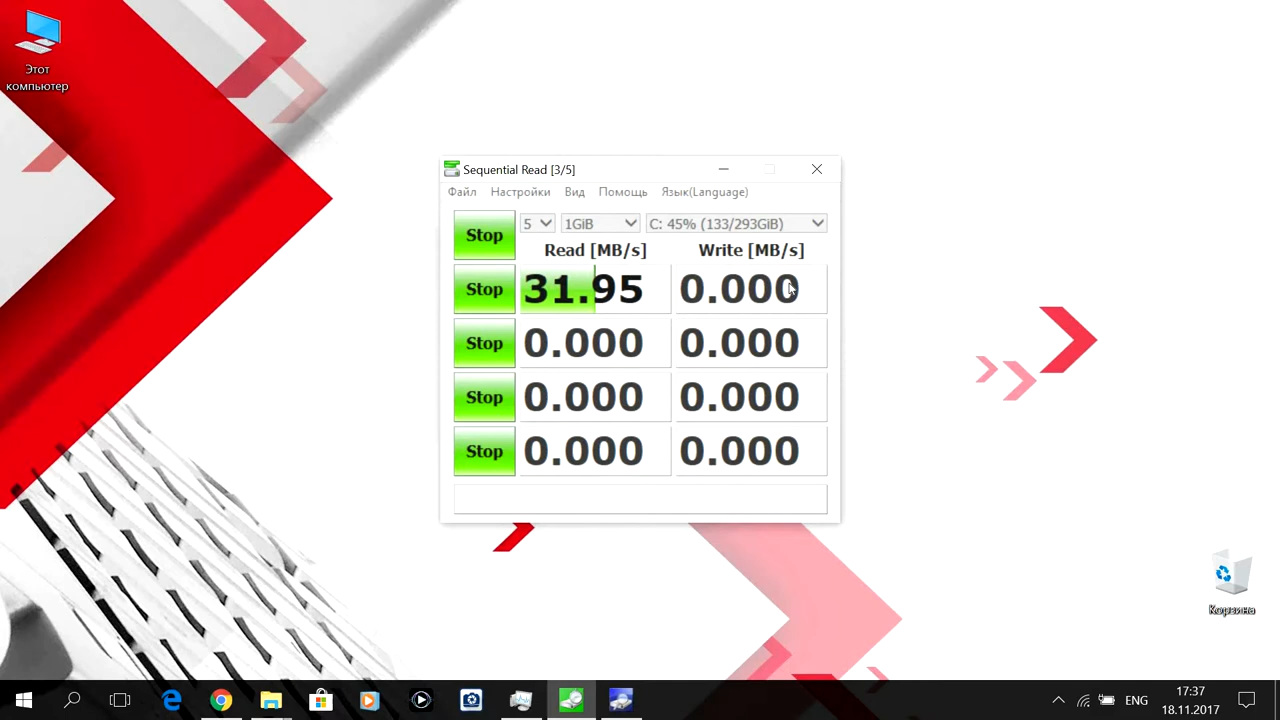 Этот
компьютер
Sequential Read [3/5]
Файл Настройки Вид Помощь Язык(Language)
Stop 5 1GiB C: 45% (133/293GiB)
Read [MB/s] Write [MB/s]
Stop 31.95 0.000
Stop 0.000 0.000
Stop 0.000 0.000
Stop 0.000 0.000
Корзина
ENG 17:37
18.11.2017